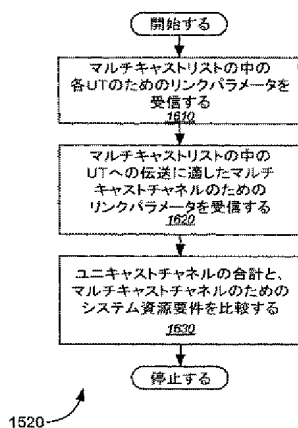 開始する
マルチキャストリストの中の
各UTのためのリンクパラメータを
受信する
1610
マルチキャストリストの中の
UTへの伝送に適したマルチ
キャストチャネルのための
リンクパラメータを受信する
1620
ユニキャストチャネルの合計と、
マルチキャストチャネルのための
システム資源要件を比較する
1630
停止する
1520